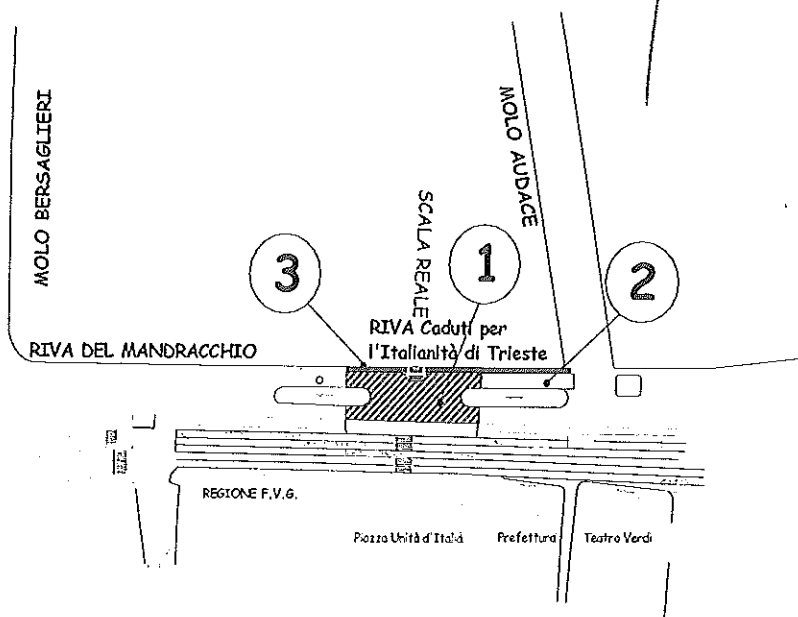 MOLO BERSAGLIERI
MOLO AUDACE
SCALA REALE
1
2
3
RIVA Caduti per
l'Italianità di Trieste
RIVA DEL MANDRACCHIO
REGIONE F.V.G.
Piazza Unità d'Italia
Prefettura
Teatro Verdi